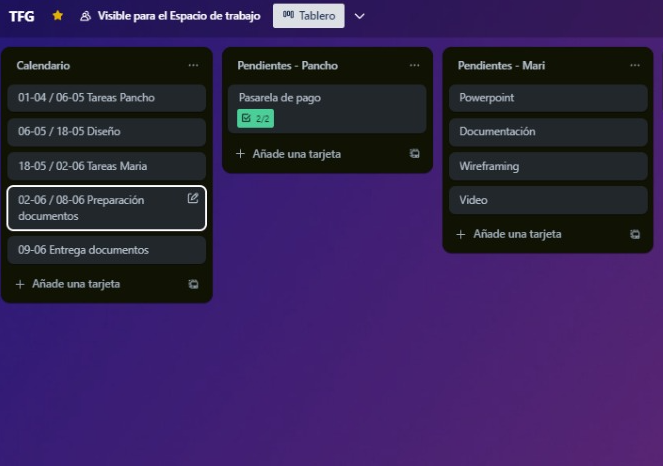 TFG Visible para el Espacio de trabajo Tablero
Calendario
01-04 / 06-05 Tareas Pancho
06-05 / 18-05 Diseño
18-05 / 02-06 Tareas Maria
02-06 / 08-06 Preparación
documentos
09-06 Entrega documentos
+ Añade una tarjeta
Pendientes - Pancho
Pasarela de pago
2/2
+ Añade una tarjeta
Pendientes - Mari
Powerpoint
Documentación
Wireframing
Video
+ Añade una tarjeta